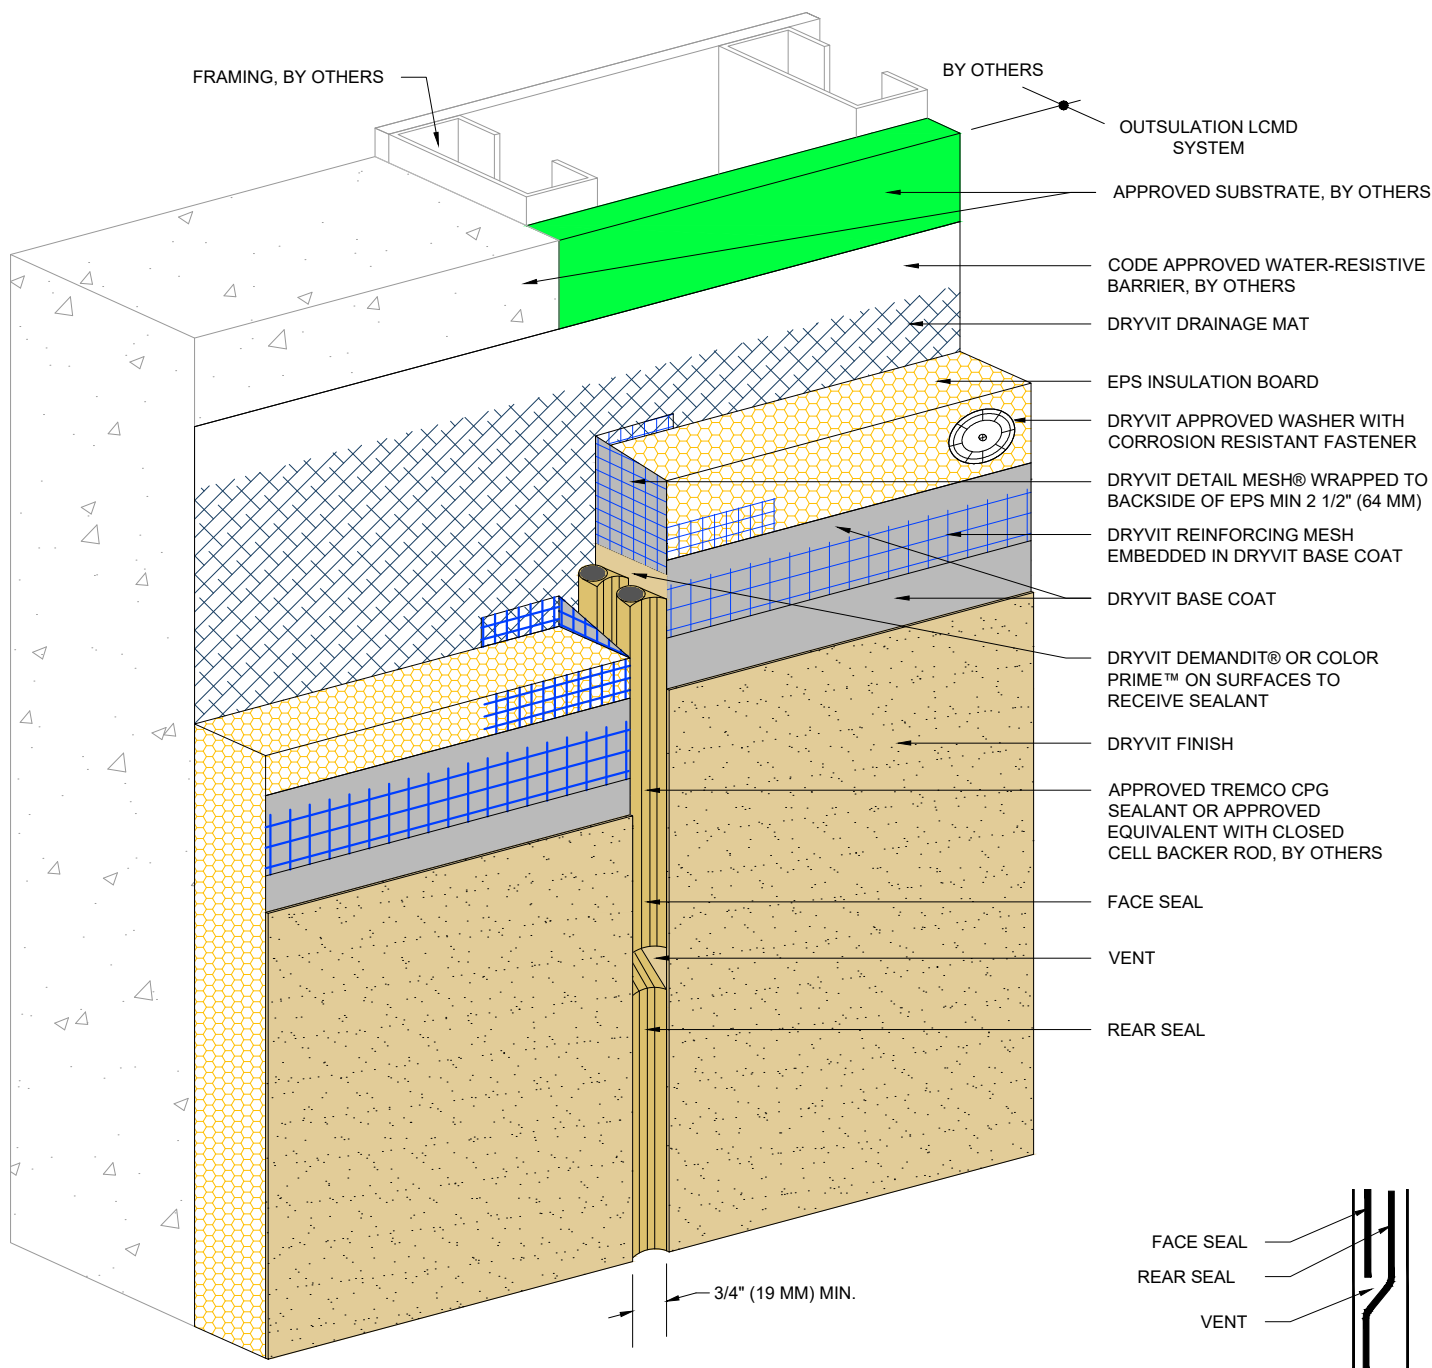 FRAMING, BY OTHERS
BY OTHERS
OUTSULATION LCMD
SYSTEM
APPROVED SUBSTRATE, BY OTHERS
CODE APPROVED WATER-RESISTIVE
BARRIER, BY OTHERS
DRYVIT DRAINAGE MAT
EPS INSULATION BOARD
DRYVIT APPROVED WASHER WITH
CORROSION RESISTANT FASTENER
DRYVIT DETAIL MESH® WRAPPED TO
BACKSIDE OF EPS MIN 2 1/2" (64 MM)
DRYVIT REINFORCING MESH
EMBEDDED IN DRYVIT BASE COAT
DRYVIT BASE COAT
DRYVIT DEMANDIT® OR COLOR
PRIME™ ON SURFACES TO
RECEIVE SEALANT
DRYVIT FINISH
APPROVED TREMCO CPG
SEALANT OR APPROVED
EQUIVALENT WITH CLOSED
CELL BACKER ROD, BY OTHERS
FACE SEAL
VENT
REAR SEAL
3/4" (19 MM) MIN.
FACE SEAL
REAR SEAL
VENT